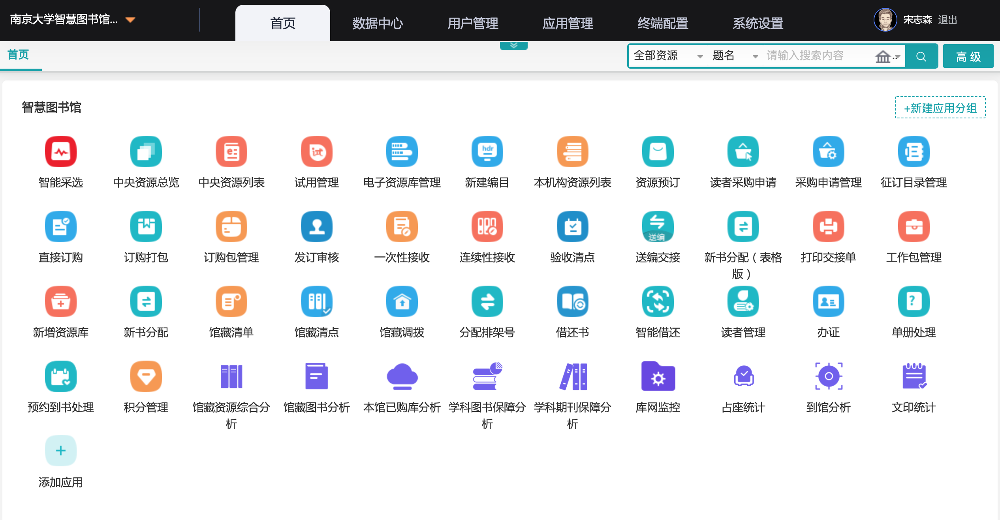 南京大学智慧图书馆...
首页
数据中心
用户管理
应用管理
终端配置
系统设置
宋志森 退出
首页
全部资源
题名
请输入搜索内容
..
高 级
智慧图书馆
+新建应用分组
e
试
hdr
智能采选
中央资源总览
中央资源列表
试用管理
电子资源库管理
新建编目
本机构资源列表
资源预订
读者采购申请
采购申请管理
征订目录管理
送编
直接订购
订购打包
订购包管理
发订审核
一次性接收
连续性接收
验收清点
送编交接
新书分配（表格
版）
打印交接单
工作包管理
新增资源库
新书分配
馆藏清单
馆藏清点
馆藏调拨
分配排架号
借还书
智能借还
读者管理
办证
单册处理
预约到书处理
积分管理
馆藏资源综合分
析
馆藏图书分析
本馆已购库分析
学科图书保障分
析
学科期刊保障分
析
库网监控
占座统计
到馆分析
文印统计
添加应用